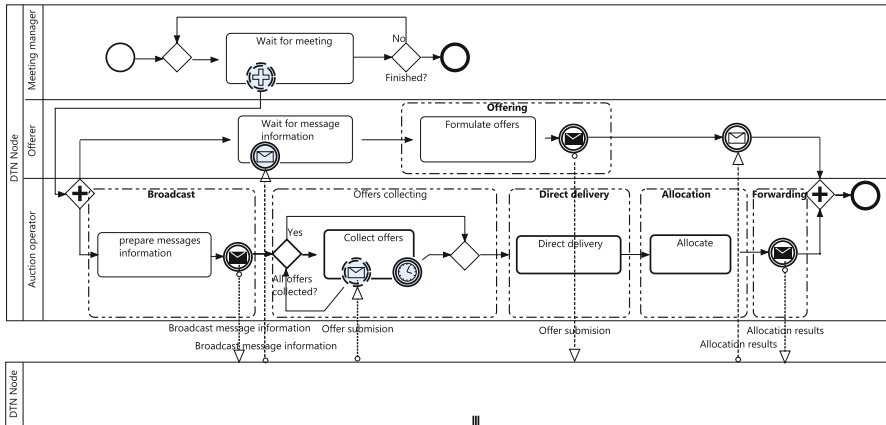 DTN Node
Meeting manager
Wait for meeting
No
Finished?
Offerer
Wait for message
information
Offering
Formulate offers
Auction operator
Broadcast
prepare messages
information
Offers collecting
Yes
Collect offers
All offers
collected?
Direct delivery
Direct delivery
Allocation
Allocate
Forwarding
Broadcast message information
Offer submision
Offer submision
Allocation results
Broadcast message information
Allocation results
DTN Node